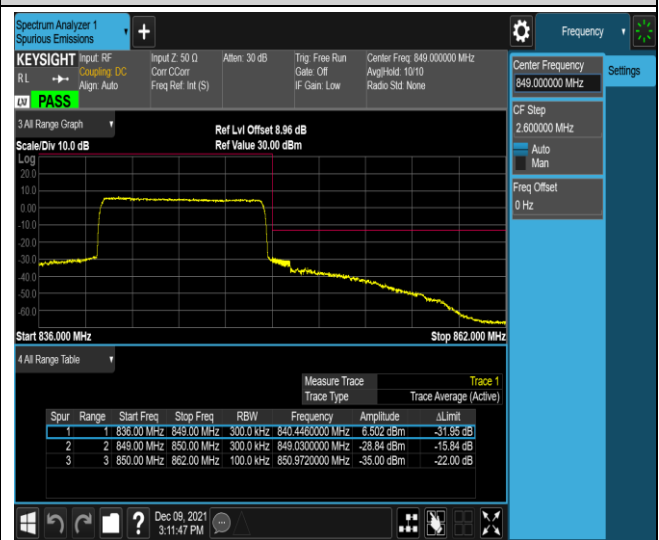 Spectrum Analyzer 1
Spurious Emissions
+
Frequency
KEYSIGHT Input: RF Input Z: 50 Ω Atten: 30 dB Trig: Free Run Center Freq: 849.000000 MHz
RL Coupling: DC Corr CCorr Gate: Off Avg|Hold: 10/10
Align: Auto Freq Ref: Int (S) IF Gain: Low Radio Std: None
LXI PASS
3 All Range Graph
Ref Lvl Offset 8.96 dB
Scale/Div 10.0 dB Ref Value 30.00 dBm
Log
20.0
10.0
0.00
-10.0
-20.0
-30.0
-40.0
-50.0
-60.0
Start 836.000 MHz Stop 862.000 MHz
4 All Range Table
Measure Trace Trace 1
Trace Type Trace Average (Active)
Spur Range Start Freq Stop Freq RBW Frequency Amplitude ΔLimit
1 1 836.00 MHz 849.00 MHz 300.0 kHz 840.4460000 MHz 6.502 dBm -31.95 dB
2 2 849.00 MHz 850.00 MHz 300.0 kHz 849.0300000 MHz -28.84 dBm -15.84 dB
3 3 850.00 MHz 862.00 MHz 100.0 kHz 850.9720000 MHz -35.00 dBm -22.00 dB
?
Dec 09, 2021
3:11:47 PM
Center Frequency
849.000000 MHz
Settings
CF Step
2.600000 MHz
Auto
Man
Freq Offset
0 Hz